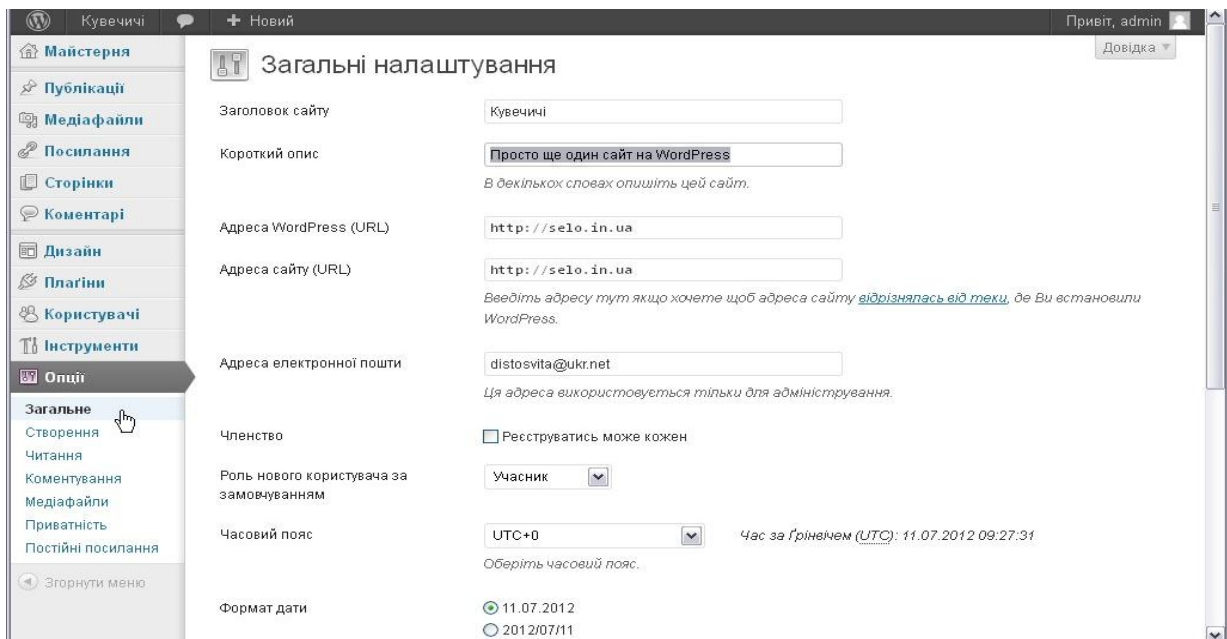 Кувечичі
Новий
Привіт, admin
Довідка
Майстерня
Публікації
Медіафайли
Посилання
Сторінки
Коментарі
Дизайн
Плаґіни
Користувачі
Інструменти
Опції
Загальне
Створення
Читання
Коментування
Медіафайли
Приватність
Постійні посилання
Згорнути меню
Загальні налаштування
Заголовок сайту
Кувечичі
Короткий опис
Просто ще один сайт на WordPress
В декількох словах опишіть цей сайт.
Адреса WordPress (URL)
http://selo.in.ua
Адреса сайту (URL)
http://selo.in.ua
Введіть адресу тут якщо хочете щоб адреса сайту відрізнялась від теки, де Ви встановили
WordPress.
Адреса електронної пошти
distosvita@ukr.net
Ця адреса використовується тільки для адміністрування.
Членство
Реєструватись може кожен
Роль нового користувача за
замовчуванням
Учасник
Часовий пояс
UTC+0
Час за Ґрінвічем (UTC): 11.07.2012 09:27:31
Оберіть часовий пояс.
Формат дати
11.07.2012
2012/07/11